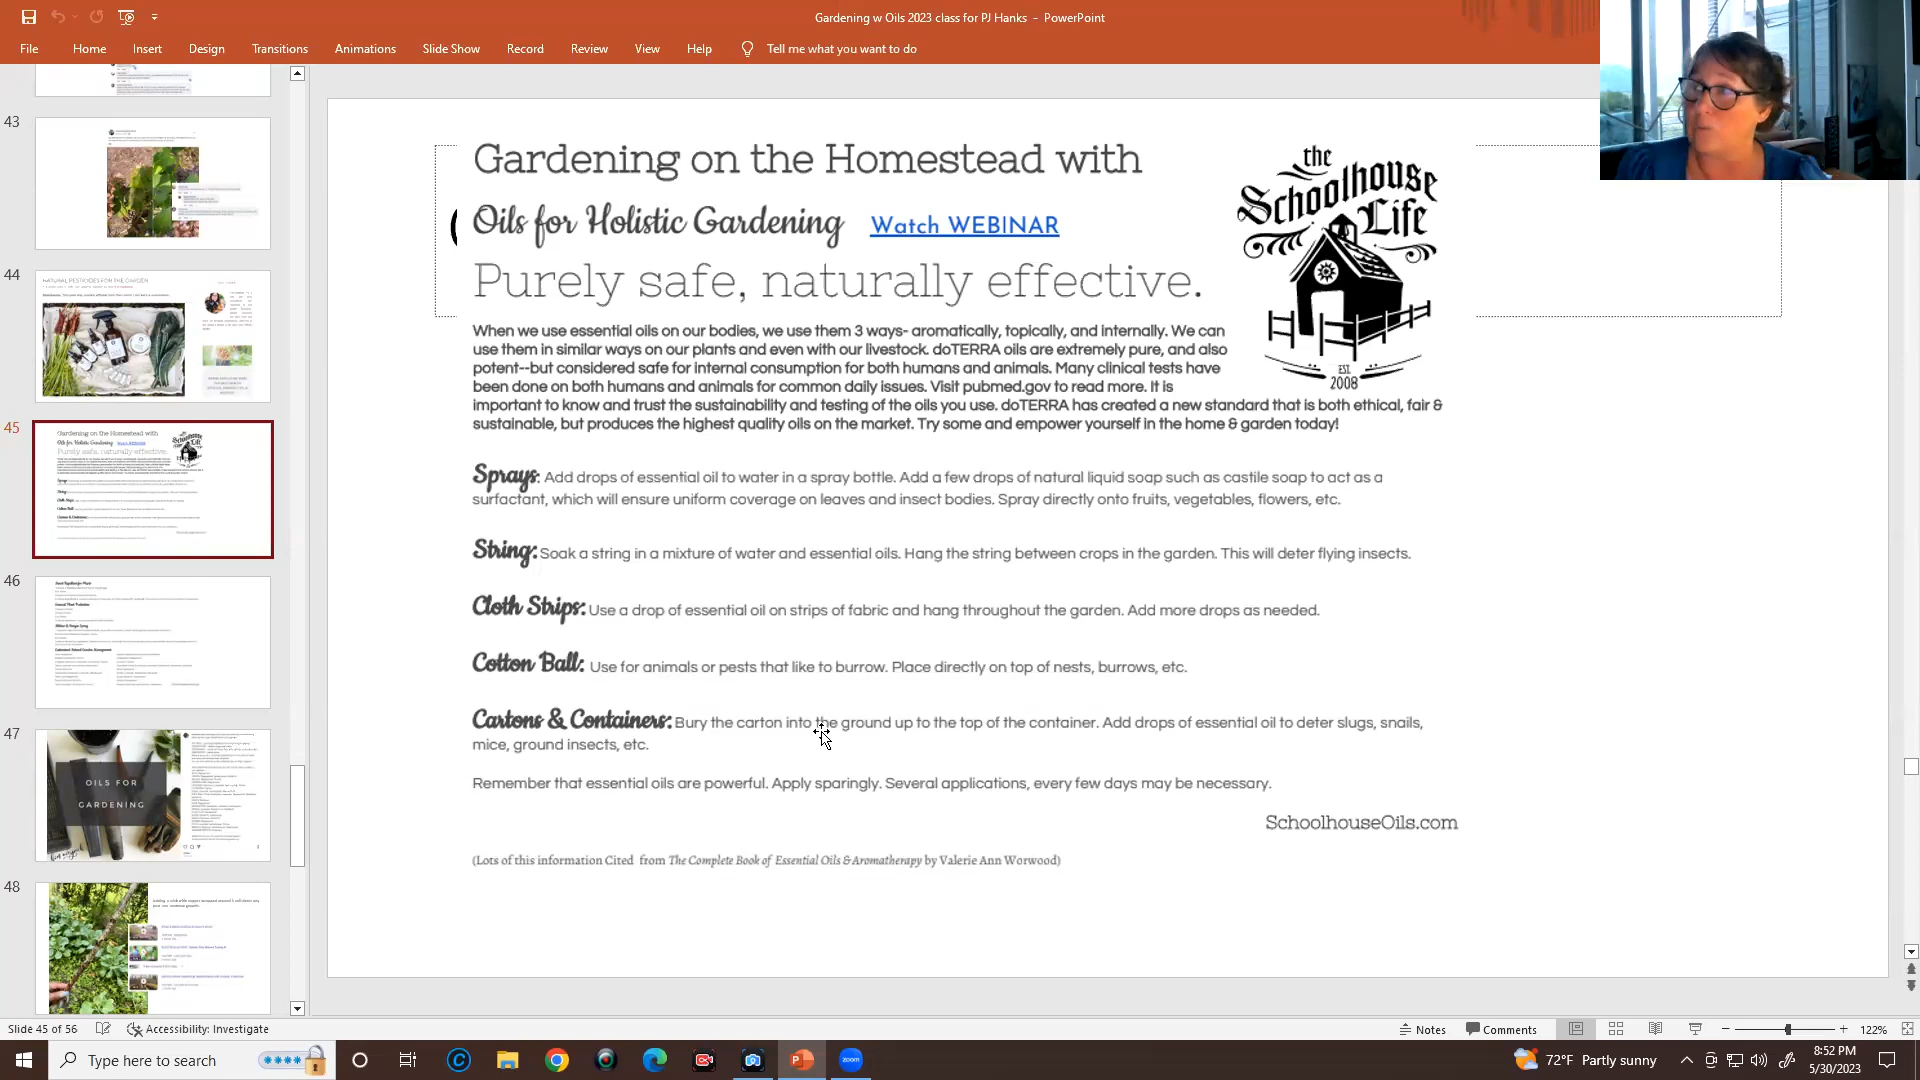 Gardening w Oils 2023 class for PJ Hanks - PowerPoint
File Home Insert Design Transitions Animations Slide Show Record Review View Help Tell me what you want to do
43
44
NATURAL PESTICIDES FOR THE GARDEN
45
46
47
OILS FOR
GARDENING
48
Gardening on the Homestead with
Oils for Holistic Gardening Watch WEBINAR
Purely safe, naturally effective.
the
Schoolhouse
Life
EST.
2008
When we use essential oils on our bodies, we use them 3 ways- aromatically, topically, and internally. We can
use them in similar ways on our plants and even with our livestock. doTERRA oils are extremely pure, and also
potent--but considered safe for internal consumption for both humans and animals. Many clinical tests have
been done on both humans and animals for common daily issues. Visit pubmed.gov to read more. It is
important to know and trust the sustainability and testing of the oils you use. doTERRA has created a new standard that is both ethical, fair &
sustainable, but produces the highest quality oils on the market. Try some and empower yourself in the home & garden today!
Sprays: Add drops of essential oil to water in a spray bottle. Add a few drops of natural liquid soap such as castile soap to act as a
surfactant, which will ensure uniform coverage on leaves and insect bodies. Spray directly onto fruits, vegetables, flowers, etc.
String: Soak a string in a mixture of water and essential oils. Hang the string between crops in the garden. This will deter flying insects.
Cloth Strips: Use a drop of essential oil on strips of fabric and hang throughout the garden. Add more drops as needed.
Cotton Ball: Use for animals or pests that like to burrow. Place directly on top of nests, burrows, etc.
Cartons & Containers: Bury the carton into the ground up to the top of the container. Add drops of essential oil to deter slugs, snails,
mice, ground insects, etc.
Remember that essential oils are powerful. Apply sparingly. Several applications, every few days may be necessary.
SchoolhouseOils.com
(Lots of this information Cited from The Complete Book of Essential Oils & Aromatherapy by Valerie Ann Worwood)
Slide 45 of 56 Accessibility: Investigate Notes Comments 122%
Type here to search zoom 72°F Partly sunny 8:52 PM
5/30/2023